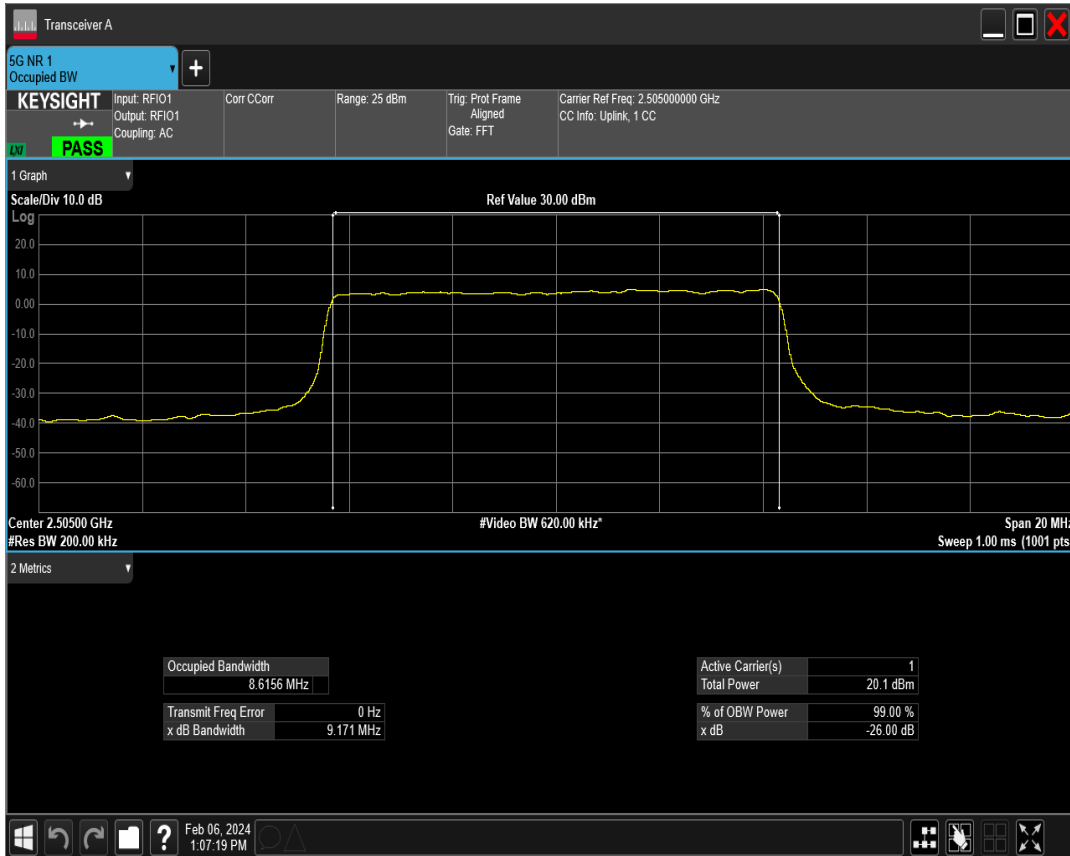 Transceiver A
5G NR 1
Occupied BW
+
KEYSIGHT
LXI
PASS
Input: RFIO1
Output: RFIO1
Coupling: AC
Corr CCorr
Range: 25 dBm
Trig: Prot Frame
Aligned
Gate: FFT
Carrier Ref Freq: 2.505000000 GHz
CC Info: Uplink, 1 CC
1 Graph
Scale/Div 10.0 dB
Ref Value 30.00 dBm
Log
20.0
10.0
0.00
-10.0
-20.0
-30.0
-40.0
-50.0
-60.0
Center 2.50500 GHz
#Video BW 620.00 kHz*
Span 20 MHz
#Res BW 200.00 kHz
Sweep 1.00 ms (1001 pts
2 Metrics
Occupied Bandwidth
8.6156 MHz
Transmit Freq Error 0 Hz
x dB Bandwidth 9.171 MHz
Active Carrier(s) 1
Total Power 20.1 dBm
% of OBW Power 99.00 %
x dB -26.00 dB
?
Feb 06, 2024
1:07:19 PM